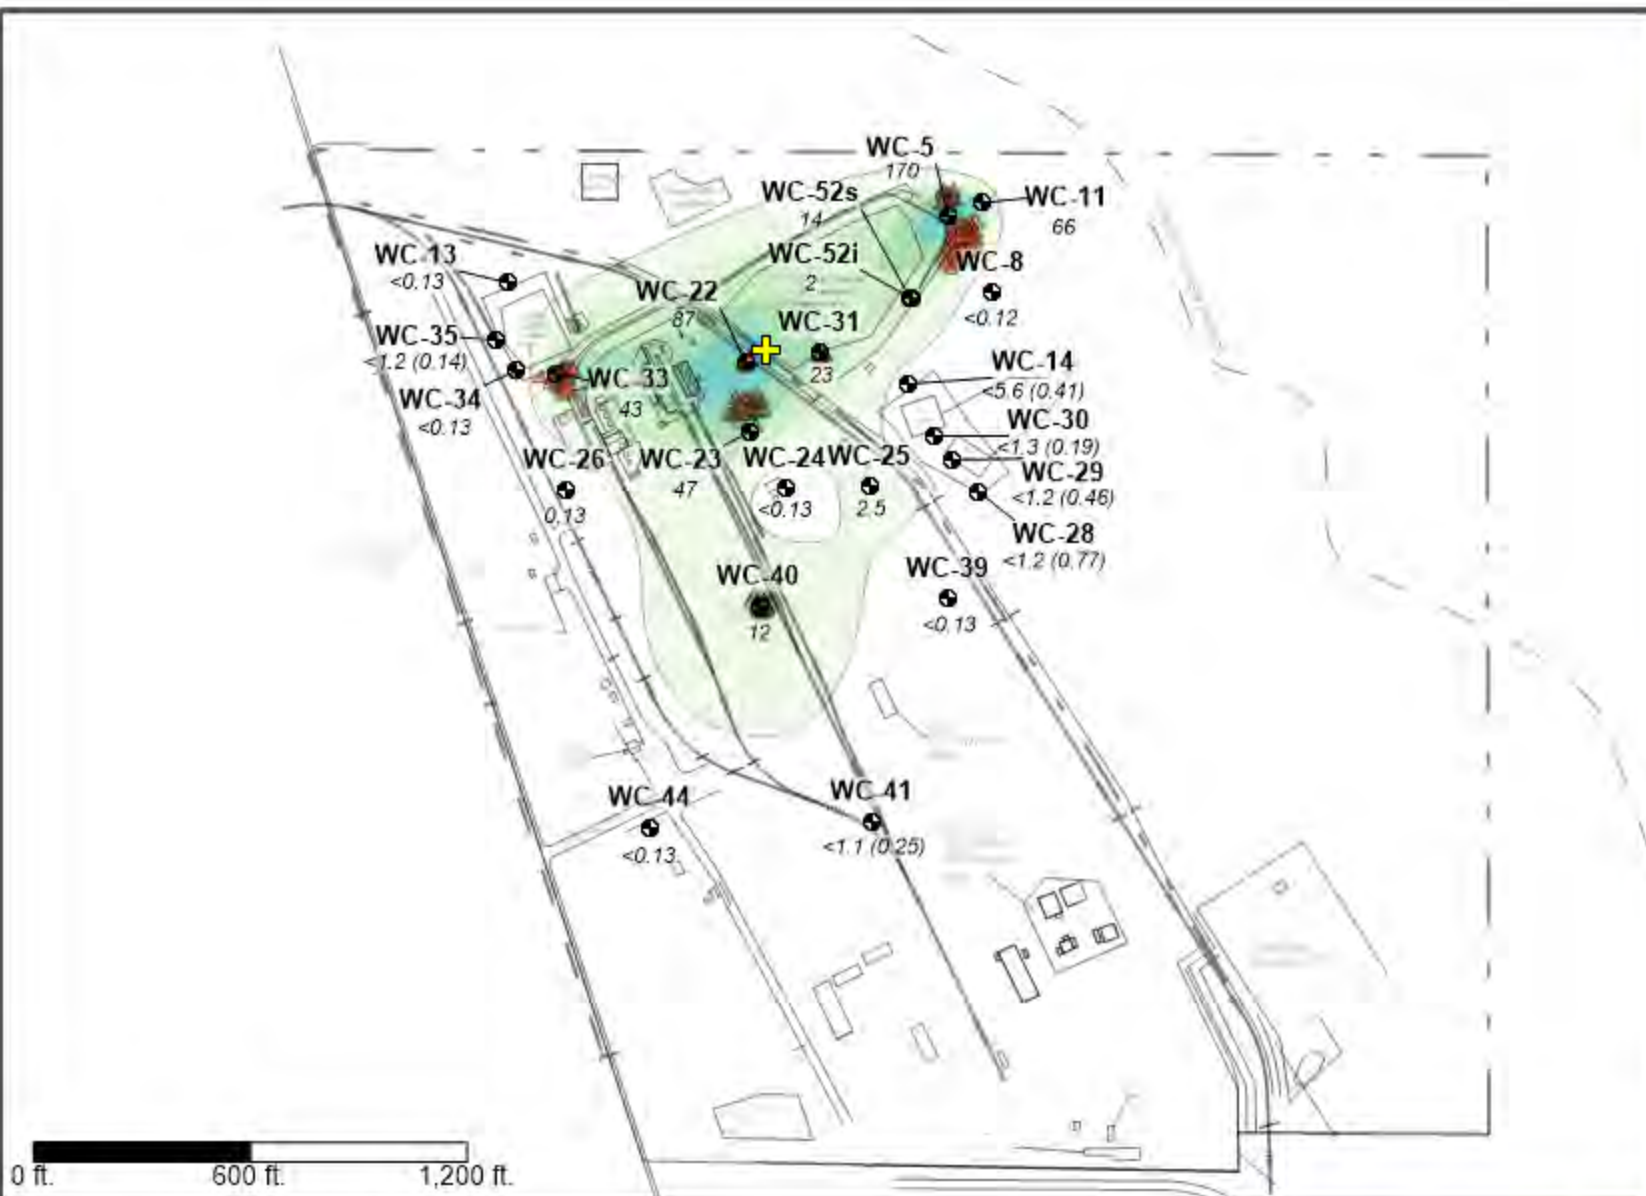 WC-5
170
WC-52s
14
WC-11
66
WC-13
<0.13
WC-52i
2
WC-8
<0.12
WC-22
87
WC-31
23
WC-35
<1.2 (0.14)
WC-14
<5.6 (0.41)
WC-33
43
WC-34
<0.13
WC-30
<1.3 (0.19)
WC-26
0.13
WC-23
47
WC-24
<0.13
WC-25
2.5
WC-29
<1.2 (0.46)
WC-28
<1.2 (0.77)
WC-40
12
WC-39
<0.13
WC-44
<0.13
WC-41
<1.1 (0.25)
0 ft. 600 ft. 1,200 ft.